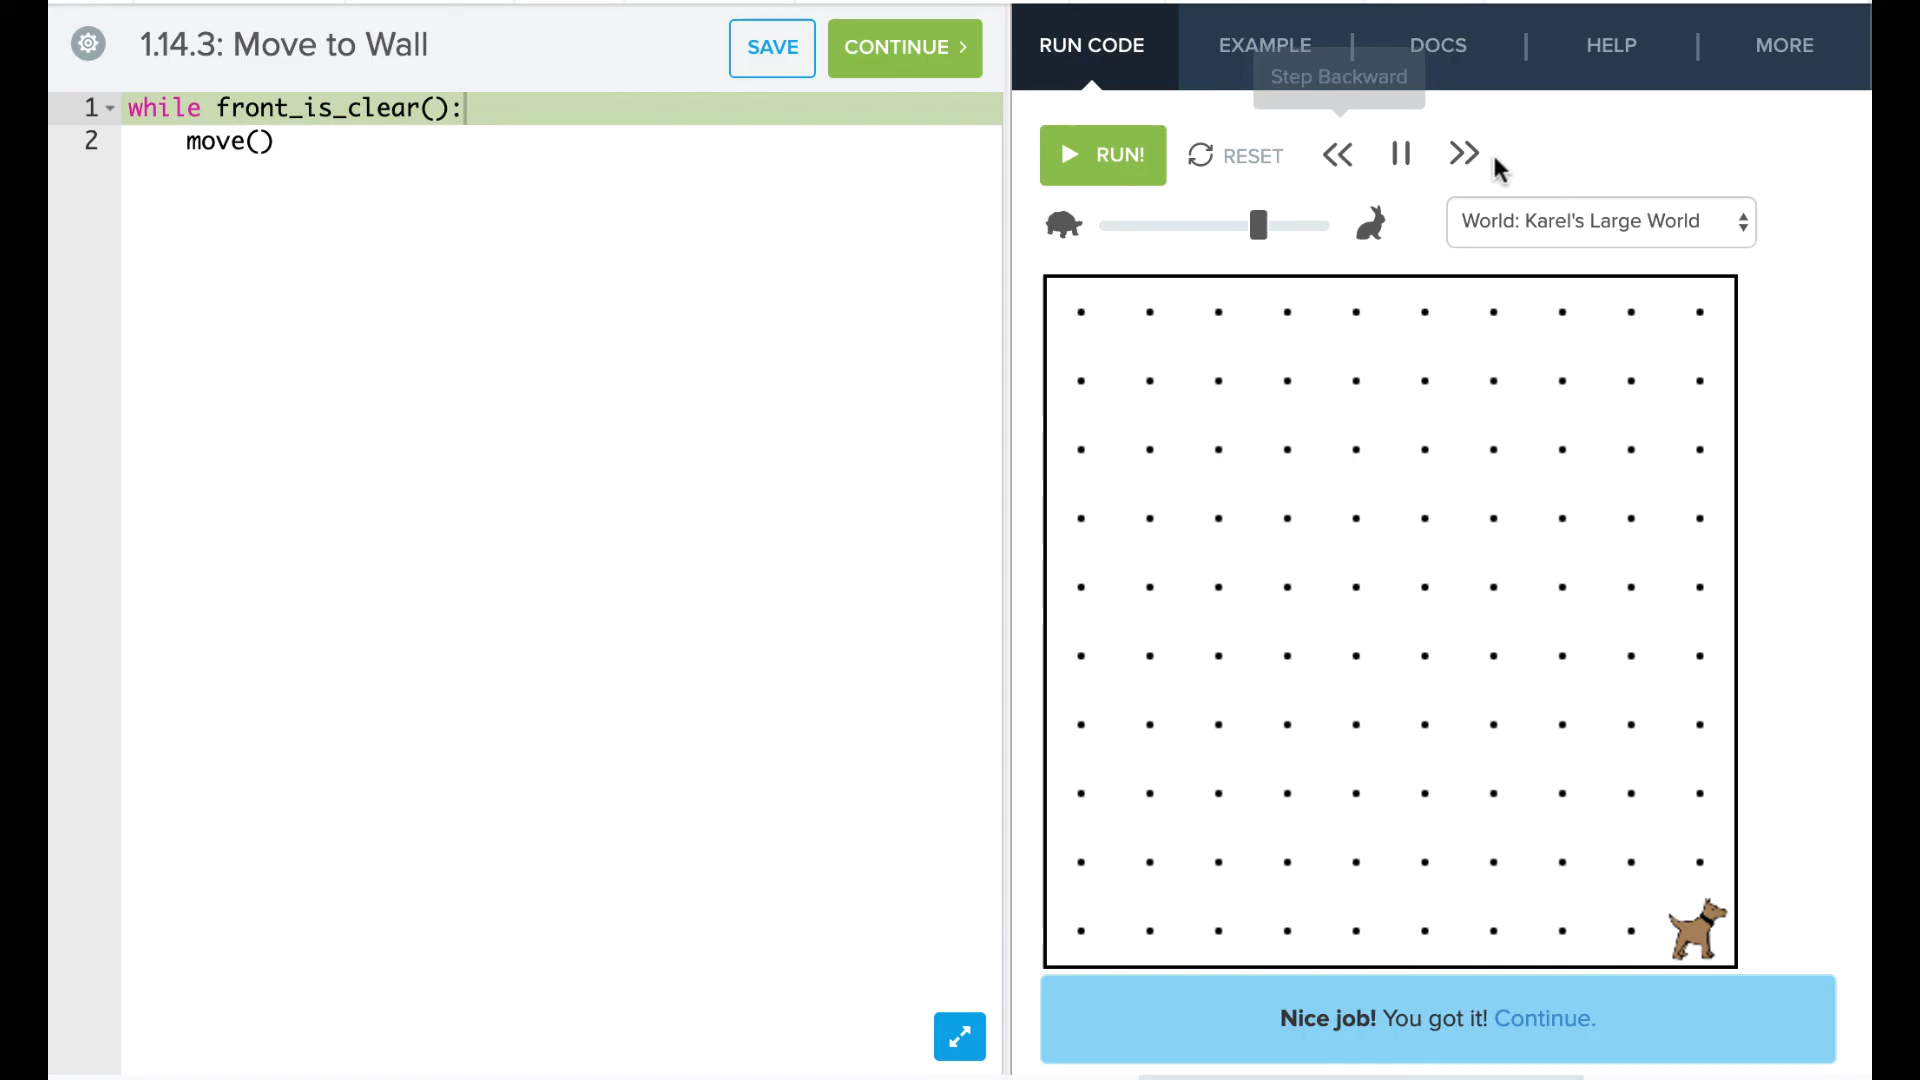 1.14.3: Move to Wall
SAVE
CONTINUE
RUN CODE
EXAMPLE
DOCS
HELP
MORE
Step Backward
1 while front_is_clear():
2 move()
RUN!
RESET
World: Karel's Large World
Nice job! You got it! Continue.